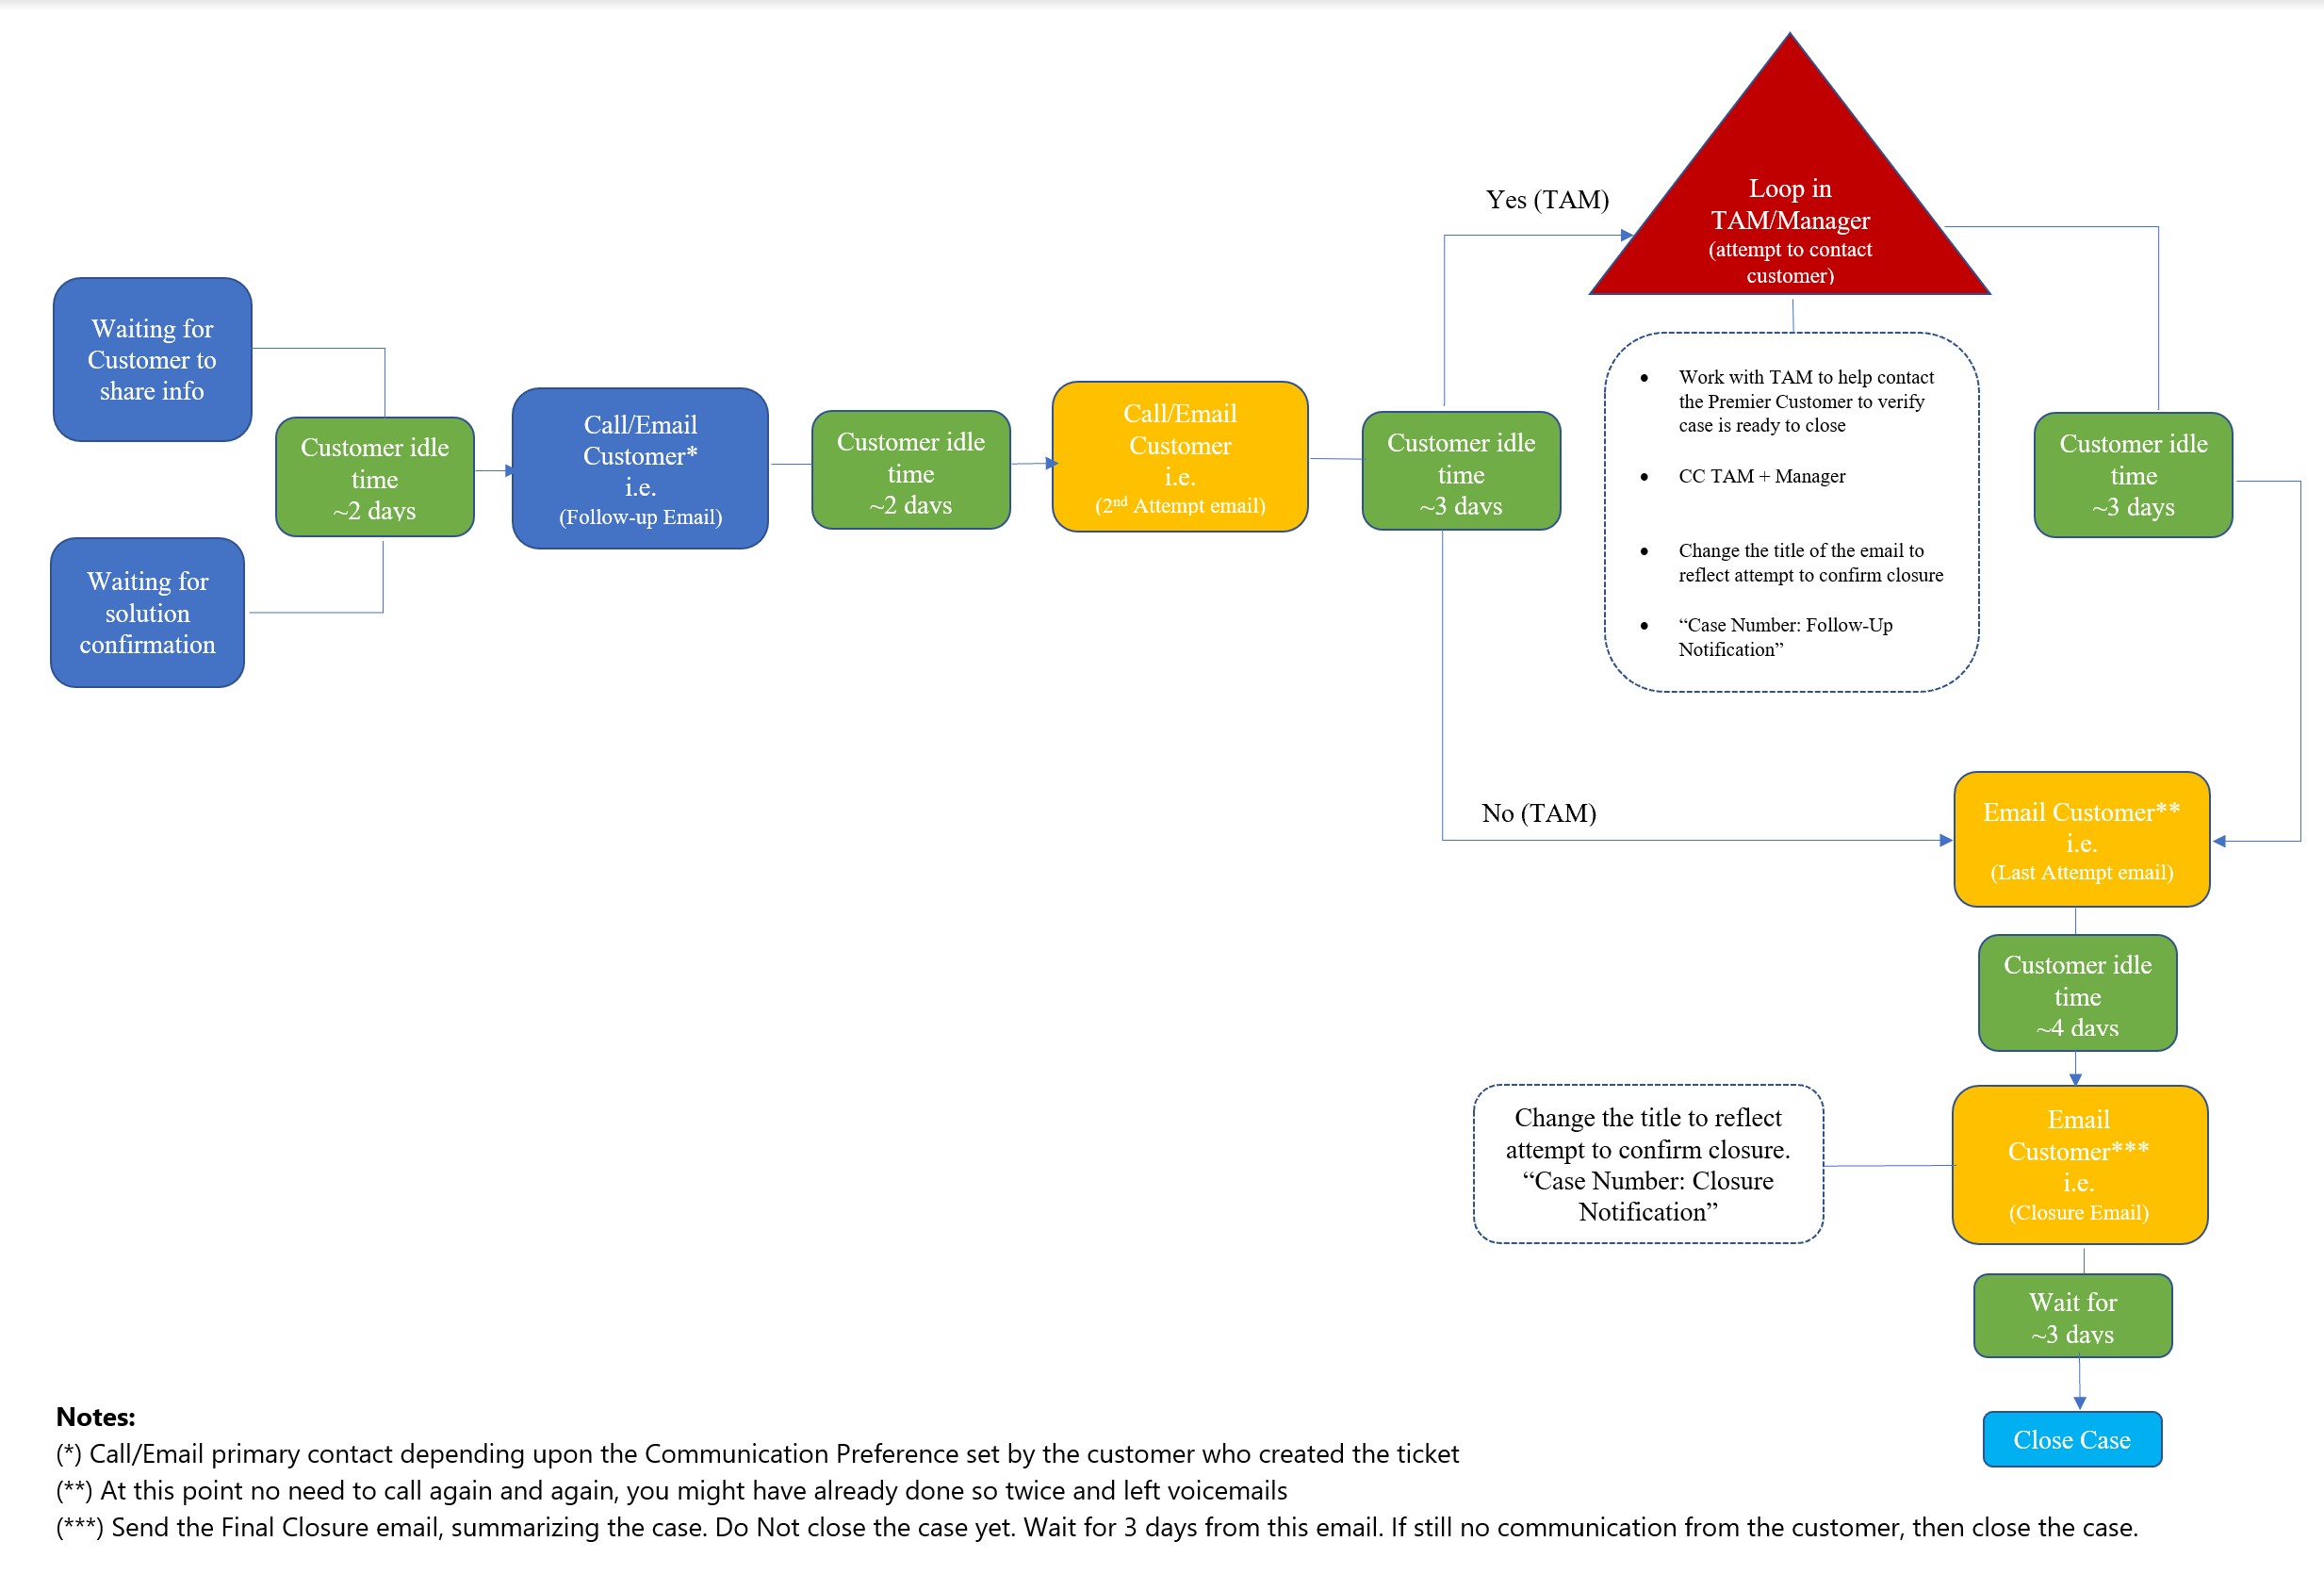 Waiting for
Customer to
share info
Waiting for
solution
confirmation
Customer idle
time
~2 days
Call/Email
Customer*
i.e.
(Follow-up Email)
Customer idle
time
~2 days
Call/Email
Customer
i.e.
(2nd Attempt email)
Customer idle
time
~3 days
Yes (TAM)
Loop in
TAM/Manager
(attempt to contact
customer)
• Work with TAM to help contact
the Premier Customer to verify
case is ready to close
• CC TAM + Manager
• Change the title of the email to
reflect attempt to confirm closure
• “Case Number: Follow-Up
Notification”
Customer idle
time
~3 days
No (TAM)
Email Customer**
i.e.
(Last Attempt email)
Customer idle
time
~4 days
Change the title to reflect
attempt to confirm closure.
“Case Number: Closure
Notification”
Email
Customer***
i.e.
(Closure Email)
Wait for
~3 days
Close Case
Notes:
(*) Call/Email primary contact depending upon the Communication Preference set by the customer who created the ticket
(**) At this point no need to call again and again, you might have already done so twice and left voicemails
(***) Send the Final Closure email, summarizing the case. Do Not close the case yet. Wait for 3 days from this email. If still no communication from the customer, then close the case.